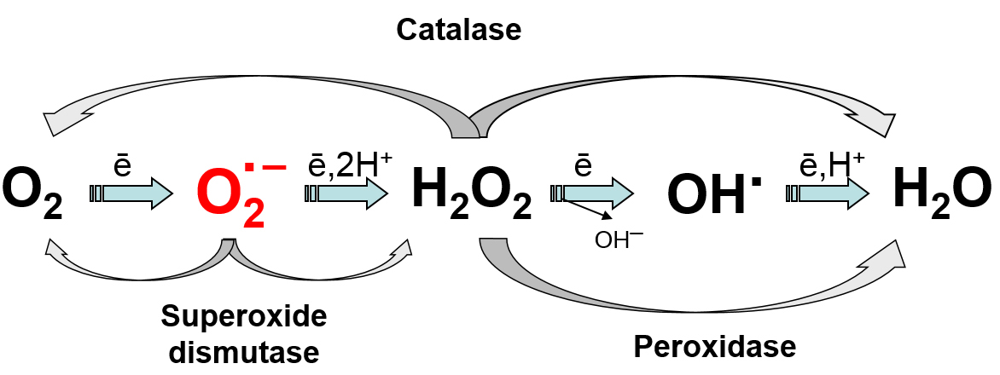 Catalase
ē ē,2H⁺ ē ē,H⁺
O₂ O₂˙⁻ H₂O₂ OH˙ H₂O
OH⁻
Superoxide
dismutase
Peroxidase